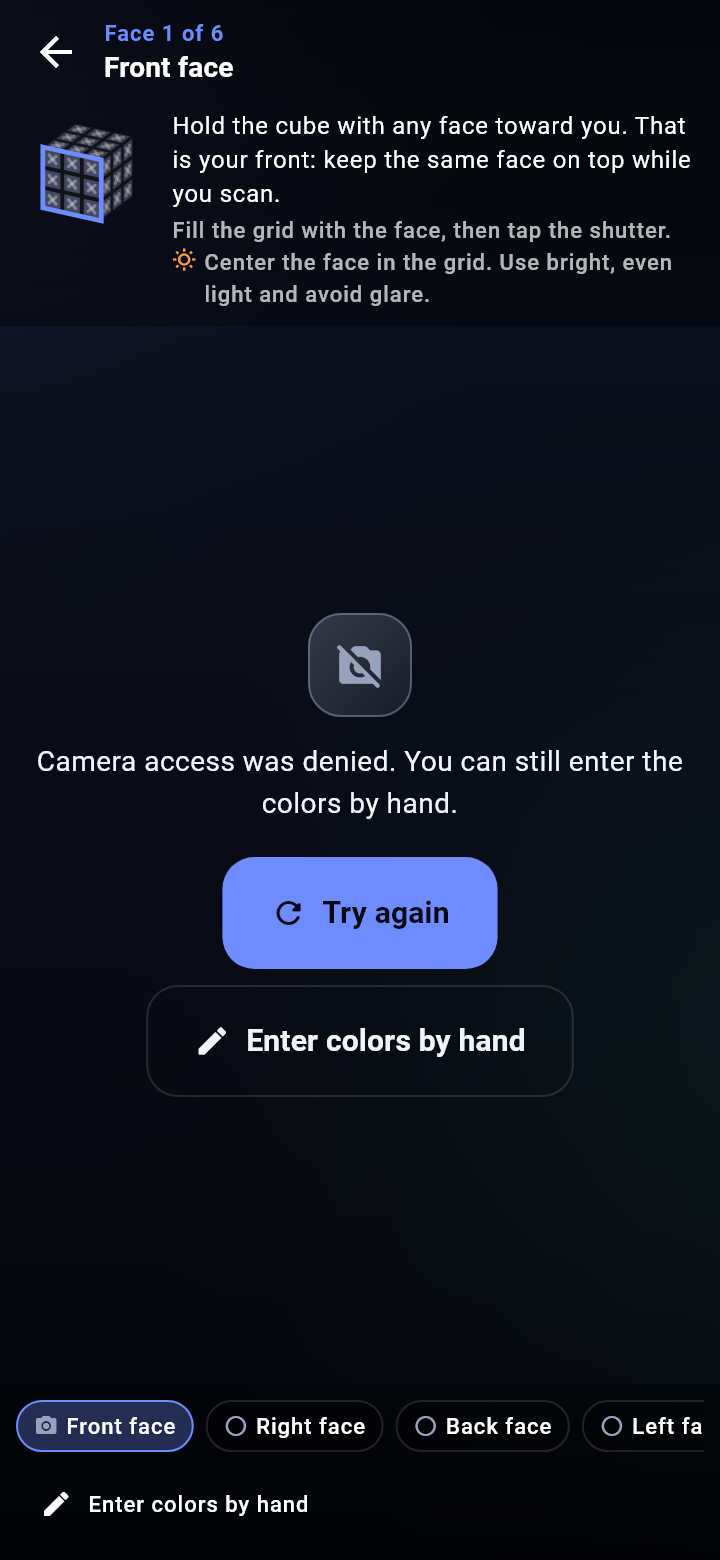 Face 1 of 6
Front face
Hold the cube with any face toward you. That
is your front: keep the same face on top while
you scan.
Fill the grid with the face, then tap the shutter.
Center the face in the grid. Use bright, even
light and avoid glare.
Camera access was denied. You can still enter the
colors by hand.
Try again
Enter colors by hand
Front face
Right face
Back face
Left fa
Enter colors by hand